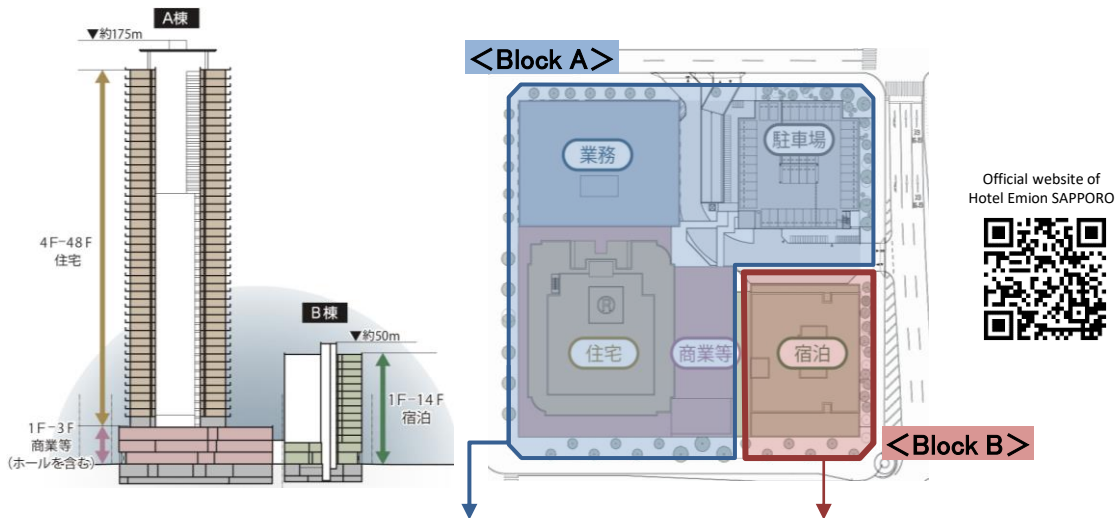 A棟
▼約175m
4F-48F
住宅
1F-3F
商業等
(ホールを含む)
B棟
▼約50m
1F-14F
宿泊
<Block A>
業務
駐車場
住宅
R
商業等
宿泊
<Block B>
Official website of
Hotel Emion SAPPORO